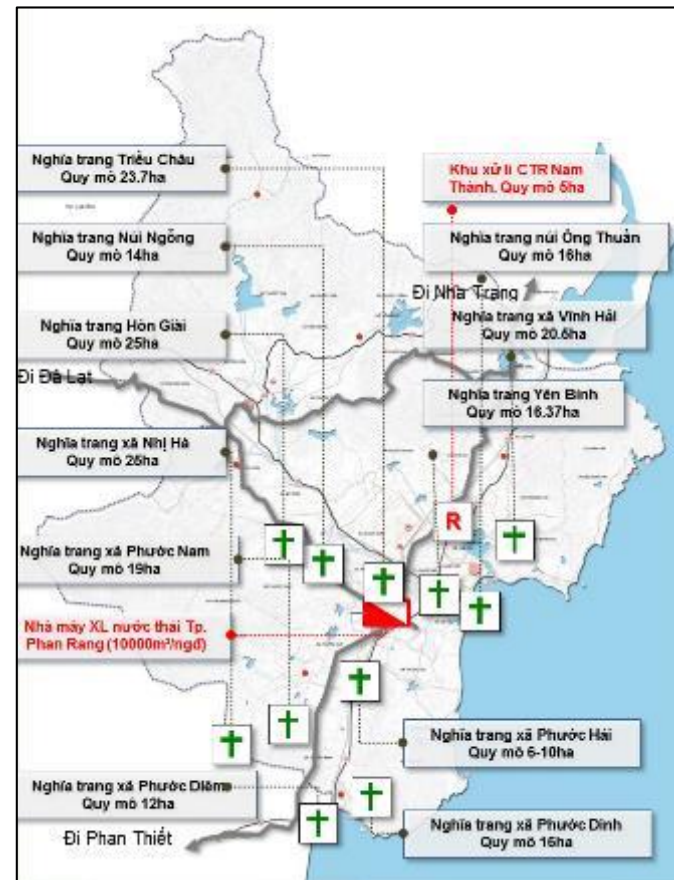 Nghĩa trang Triều Châu
Quy mô 23.7ha
Khu xử lí CTR Nam
Thành. Quy mô 5ha
Nghĩa trang Núi Ngỗng
Quy mô 14ha
Nghĩa trang núi Ông Thuấn
Quy mô 16ha
Đi Nha Trang
Nghĩa trang Hòn Giài
Quy mô 25ha
Nghĩa trang xã Vĩnh Hải
Quy mô 20.5ha
Đi Đà Lạt
Nghĩa trang Yên Bình
Quy mô 16.37ha
Nghĩa trang xã Nhị Hà
Quy mô 25ha
R
Nghĩa trang xã Phước Nam
Quy mô 19ha
Nhà máy XL nước thải Tp.
Phan Rang (10000m³/ngđ)
Nghĩa trang xã Phước Hải
Quy mô 6-10ha
Nghĩa trang xã Phước Diêm
Quy mô 12ha
Nghĩa trang xã Phước Dinh
Quy mô 15ha
Đi Phan Thiết